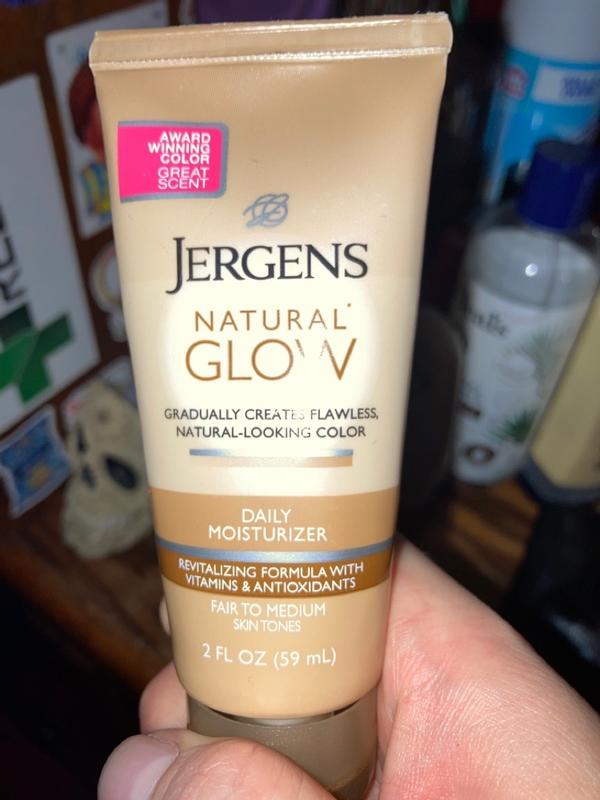 AWARD
WINNING
COLOR
GREAT
SCENT
JERGENS
NATURAL
GLOW
GRADUALLY CREATES FLAWLESS,
NATURAL-LOOKING COLOR
DAILY
MOISTURIZER
REVITALIZING FORMULA WITH
VITAMINS & ANTIOXIDANTS
FAIR TO MEDIUM
SKIN TONES
2 FL OZ (59 mL)